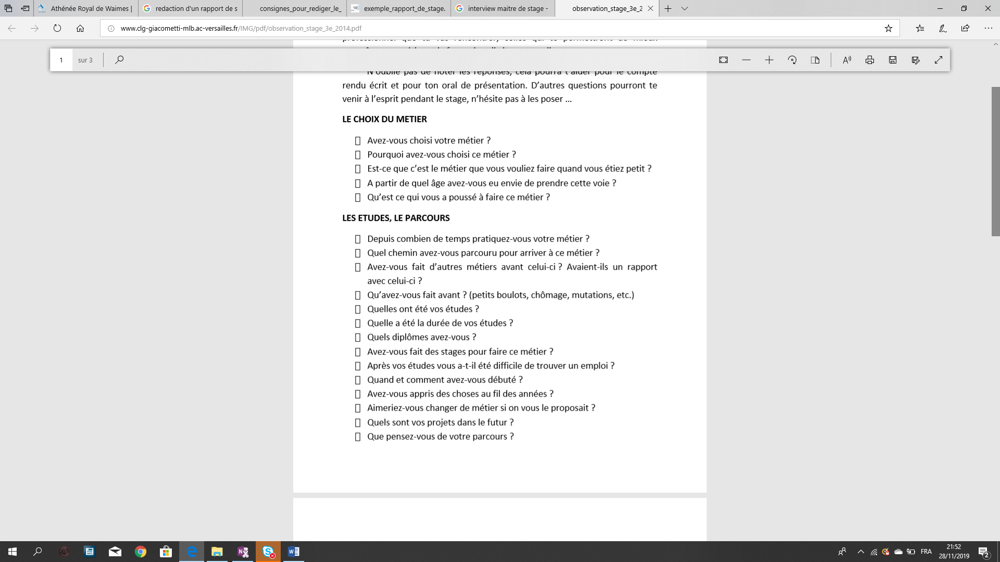 Athénée Royal de Waimes |
redaction d'un rapport de s
consignes_pour_rediger_le_
exemple_rapport_de_stage.
interview maitre de stage -
observation_stage_3e_2
www.clg-giacometti-mlb.ac-versailles.fr/IMG/pdf/observation_stage_3e_2014.pdf
1 sur 3
N'oublie pas de noter les réponses, cela pourra t'aider pour le compte
rendu écrit et pour ton oral de présentation. D'autres questions pourront te
venir à l'esprit pendant le stage, n'hésite pas à les poser ...
LE CHOIX DU METIER
Avez-vous choisi votre métier ?
Pourquoi avez-vous choisi ce métier ?
Est-ce que c'est le métier que vous vouliez faire quand vous étiez petit ?
A partir de quel âge avez-vous eu envie de prendre cette voie ?
Qu'est ce qui vous a poussé à faire ce métier ?
LES ETUDES, LE PARCOURS
Depuis combien de temps pratiquez-vous votre métier ?
Quel chemin avez-vous parcouru pour arriver à ce métier ?
Avez-vous fait d'autres métiers avant celui-ci ? Avaient-ils un rapport
avec celui-ci ?
Qu'avez-vous fait avant ? (petits boulots, chômage, mutations, etc.)
Quelles ont été vos études ?
Quelle a été la durée de vos études ?
Quels diplômes avez-vous ?
Avez-vous fait des stages pour faire ce métier ?
Après vos études vous a-t-il été difficile de trouver un emploi ?
Quand et comment avez-vous débuté ?
Avez-vous appris des choses au fil des années ?
Aimeriez-vous changer de métier si on vous le proposait ?
Quels sont vos projets dans le futur ?
Que pensez-vous de votre parcours ?
FRA
21:52
28/11/2019
2